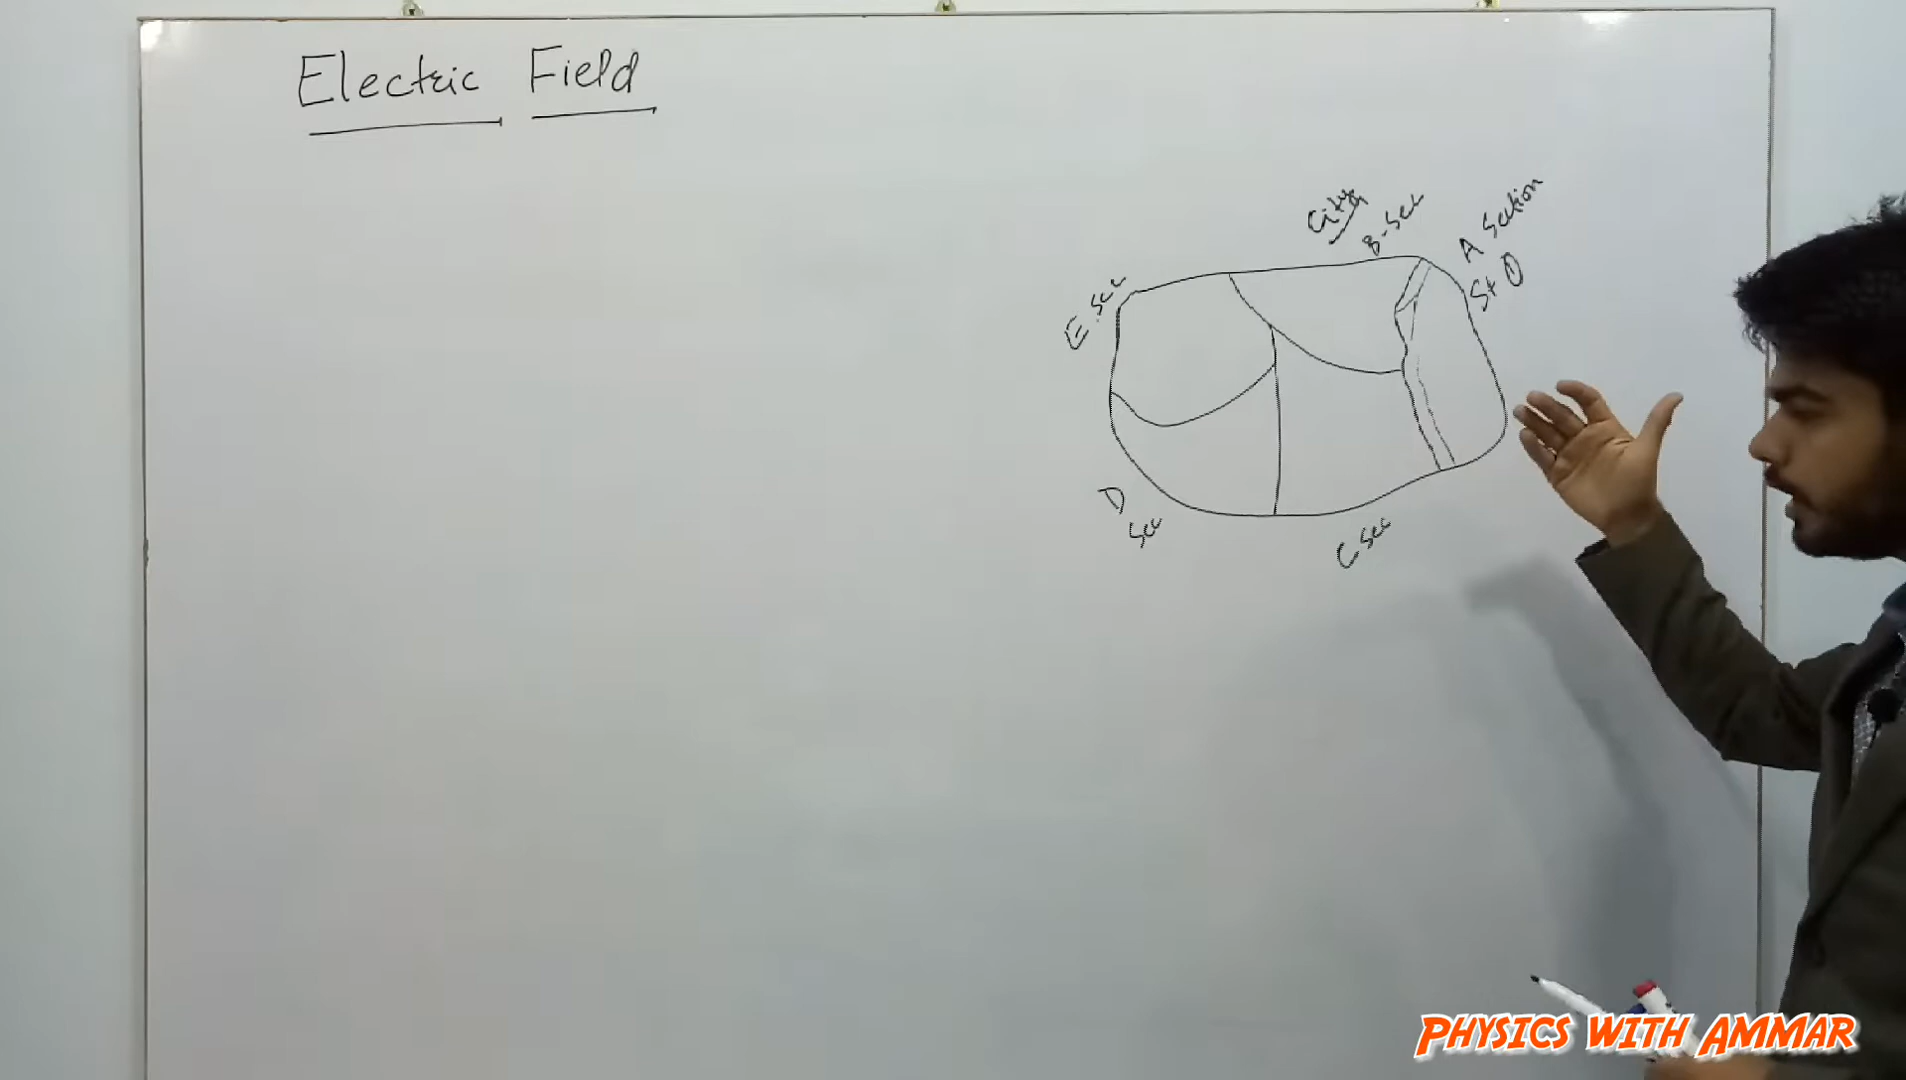 Electric Field
City
B-Sec
A Section
St ①
E.Sec
D
Sec
C Sec
PHYSICS WITH AMMAR